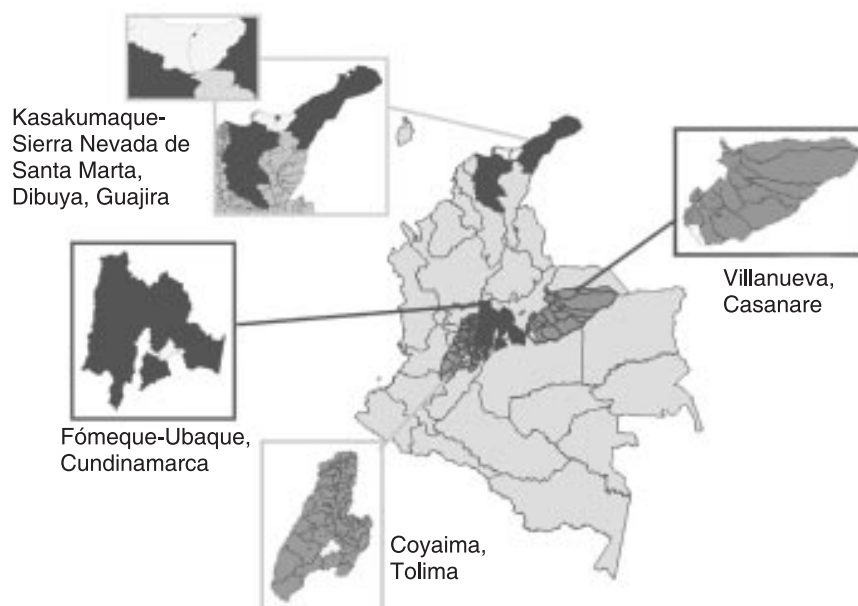 Kasakumaque-
Sierra Nevada de
Santa Marta,
Dibuya, Guajira
Villanueva,
Casanare
Fómeque-Ubaque,
Cundinamarca
Coyaima,
Tolima